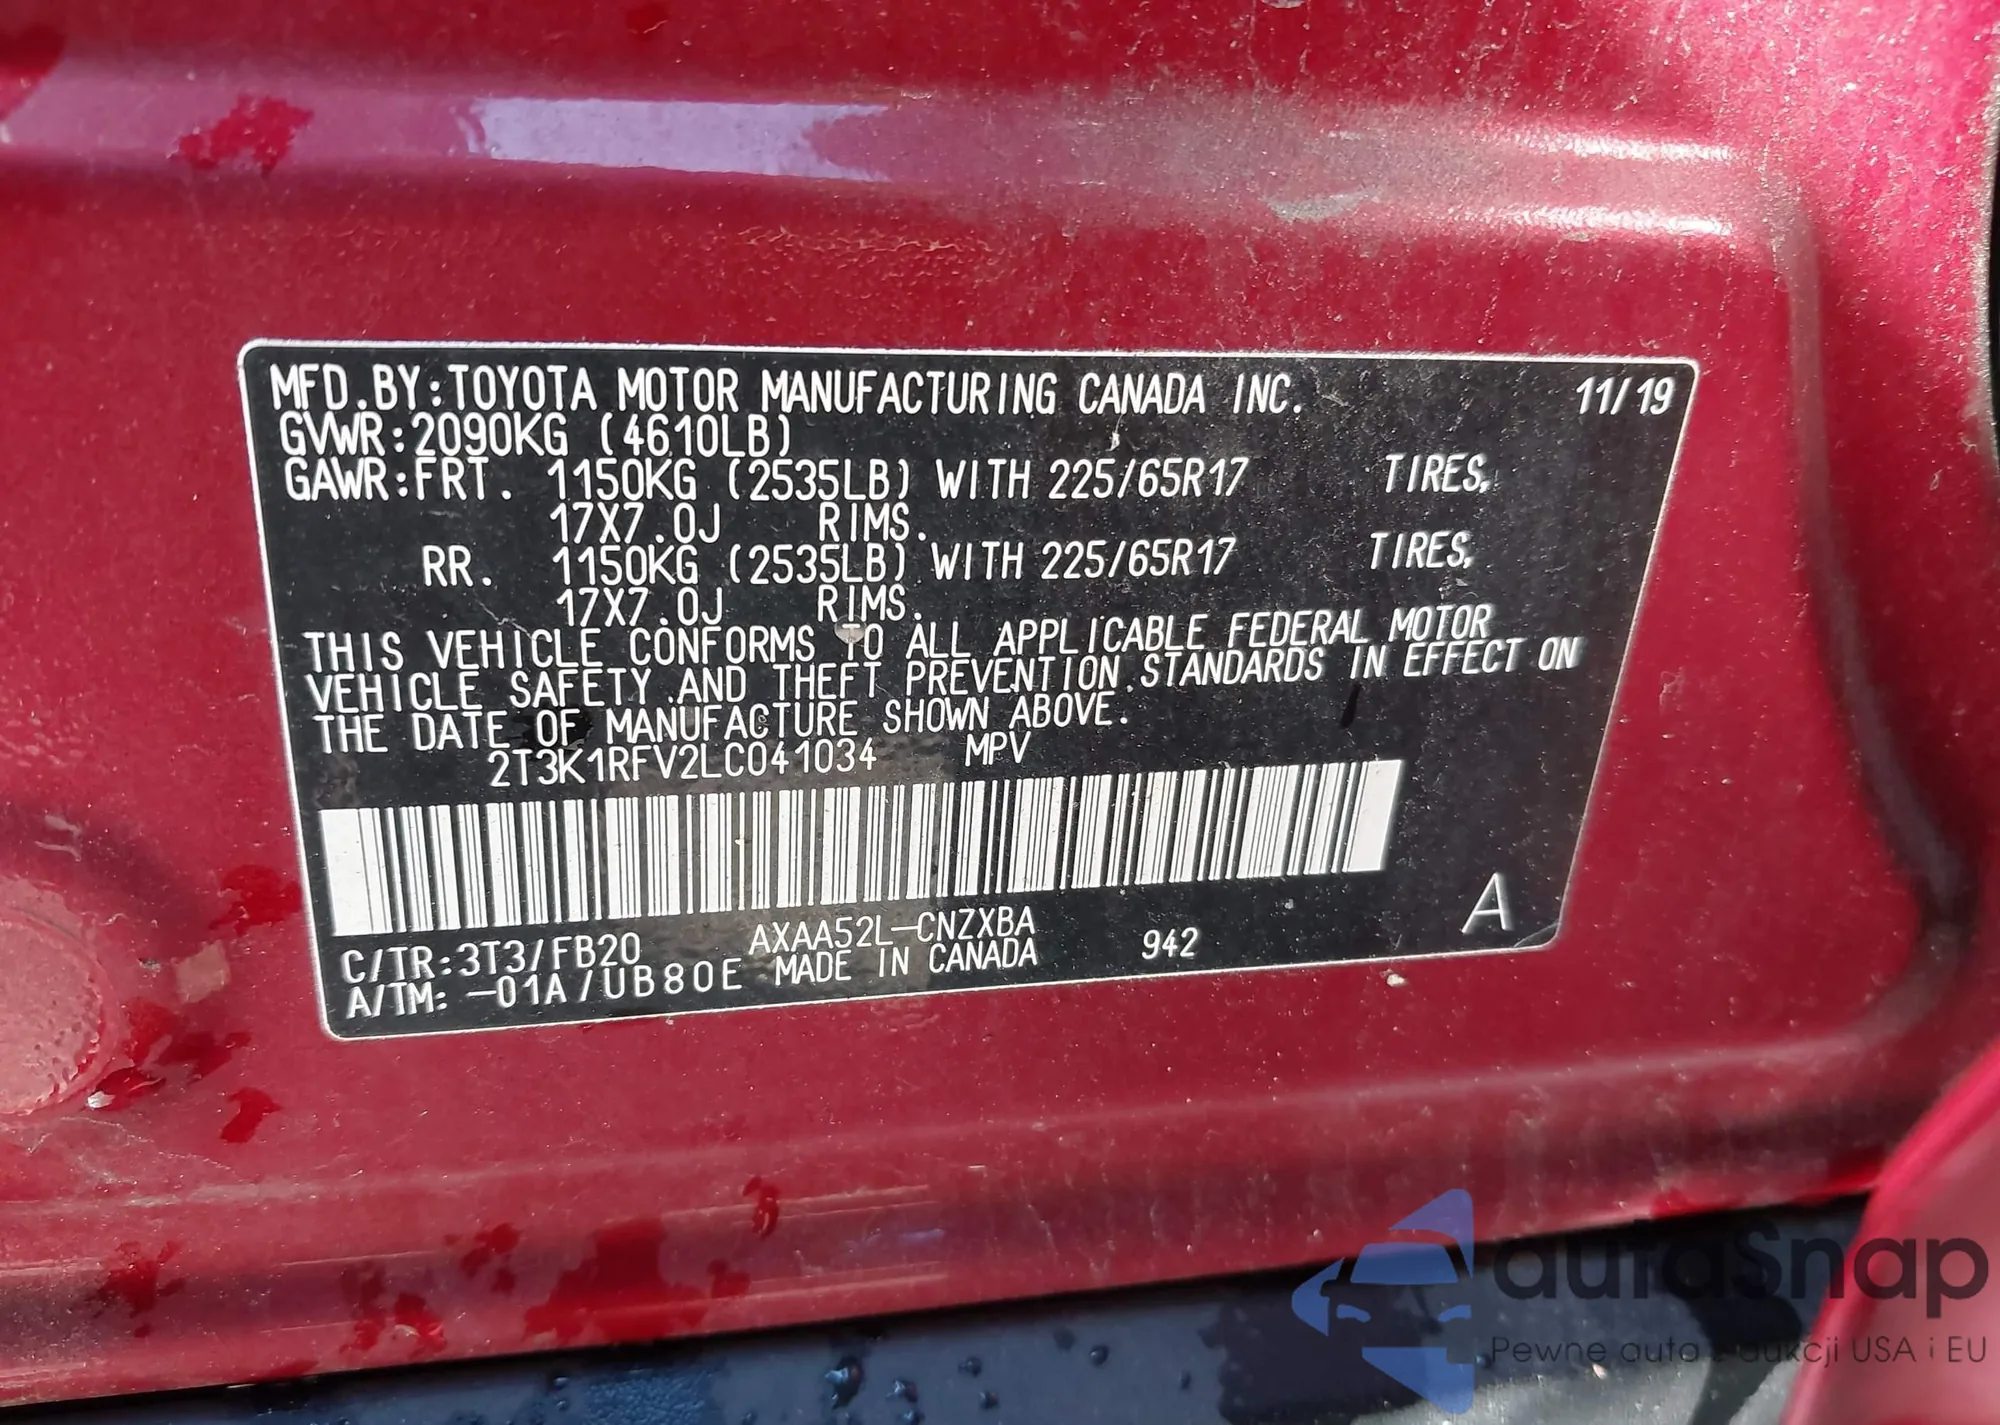 MFD.BY:TOYOTA MOTOR MANUFACTURING CANADA INC. 11/19
GVWR:2090KG (4610LB)
GAWR:FRT. 1150KG (2535LB) WITH 225/65R17 TIRES,
17X7.0J RIMS.
RR. 1150KG (2535LB) WITH 225/65R17 TIRES,
17X7.0J RIMS.
THIS VEHICLE CONFORMS TO ALL APPLICABLE FEDERAL MOTOR
VEHICLE SAFETY AND THEFT PREVENTION STANDARDS IN EFFECT ON
THE DATE OF MANUFACTURE SHOWN ABOVE.
2T3K1RFV2LC041034 MPV
C/TR:3T3/FB20 AXAA52L-CNZXBA 942 A
A/TM: -01A/UB80E MADE IN CANADA
autaSnap
Pewne auta z aukcji USA i EU